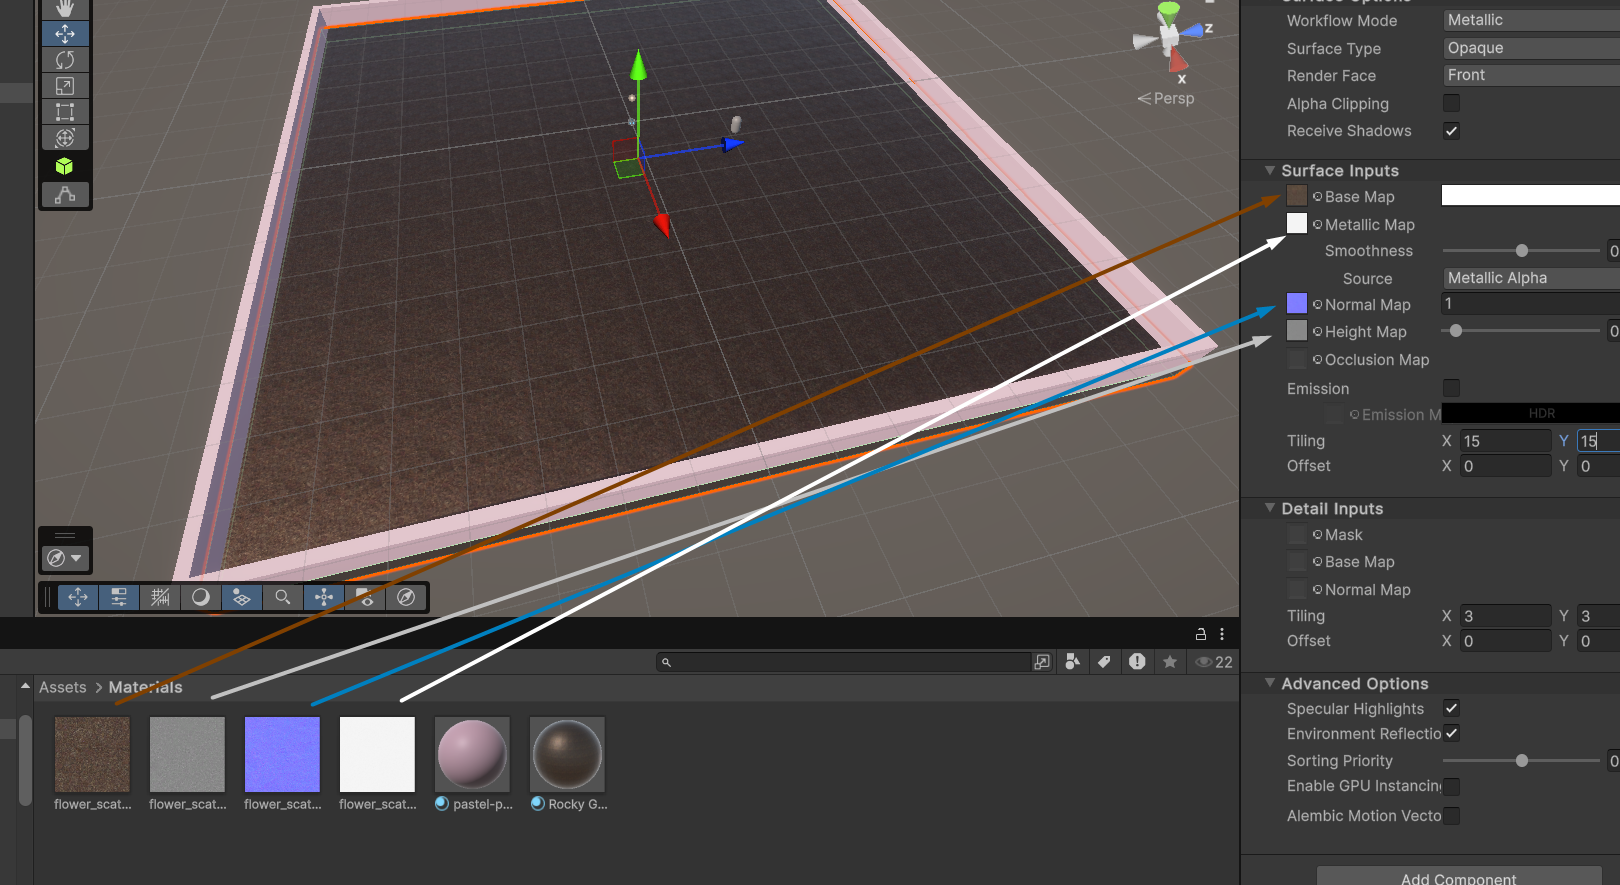 Surface Options
Workflow Mode Metallic
Surface Type Opaque
Render Face Front
Alpha Clipping
Receive Shadows
z
x
Persp
Surface Inputs
Base Map
Metallic Map
Smoothness 0
Source Metallic Alpha
Normal Map 1
Height Map 0
Occlusion Map
Emission
Emission M HDR
Tiling X 15 Y 15
Offset X 0 Y 0
Detail Inputs
Mask
Base Map
Normal Map
Tiling X 3 Y 3
Offset X 0 Y 0
Advanced Options
Specular Highlights
Environment Reflectio
Sorting Priority 0
Enable GPU Instancing
Alembic Motion Vecto
Add Component
22
Assets > Materials
flower_scat... flower_scat... flower_scat... flower_scat... pastel-p... Rocky G...